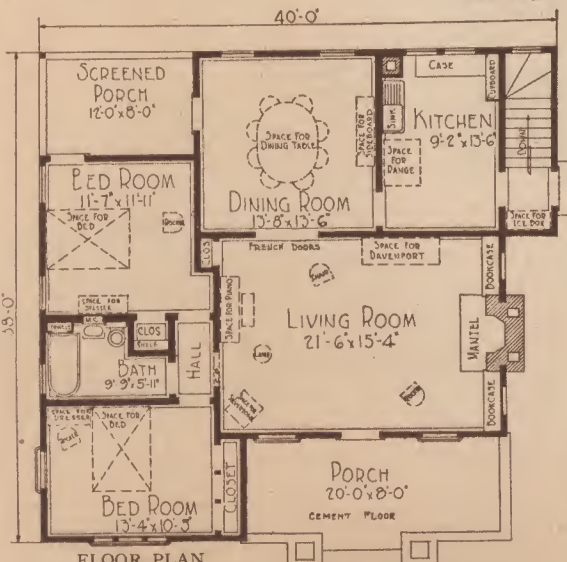 40'-0"
SCREENED
PORCH
12'-0"x8'-0"
SPACE FOR
DINING TABLE
SPACE FOR
SIDEBOARD
DINING ROOM
13'-8"x13'-6"
CASE
CUPBOARD
SINK
KITCHEN
9'-2"x13'-6"
SPACE FOR
RANGE
DOWN
SPACE FOR
ICE BOX
38'-0"
BED ROOM
11'-7"x11'-11"
SPACE FOR
BED
ROCKER
SPACE FOR
DRESSER
CLOS
FRENCH DOORS
SPACE FOR
DAVENPORT
BOOKCASE
CHAIR
SPACE FOR PIANO
LIVING ROOM
21'-6"x15'-4"
MANTEL
LAMP
ROCKER
BOOKCASE
M.C.
CLOS
SHELF
HALL
BATH
9'-9"x5'-11"
SPACE FOR
DRESSER
SPACE FOR
BED
BED ROOM
13'-4"x10'-5"
CLOSET
PORCH
20'-0"x8'-0"
CEMENT FLOOR
FLOOR PLAN